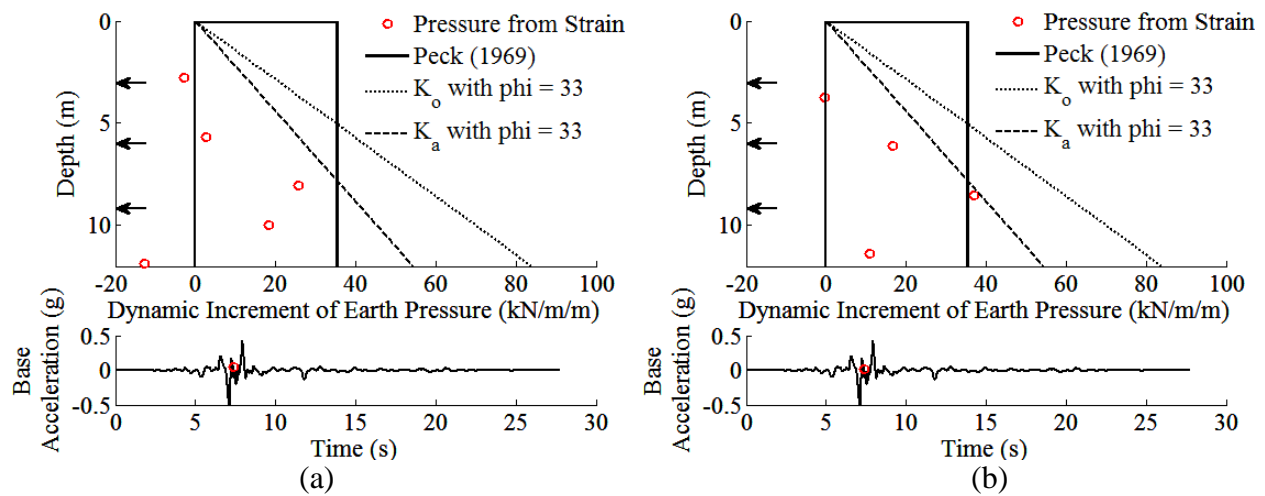 0
5
10
Depth (m)
Pressure from Strain
Peck (1969)
K_o with phi = 33
K_a with phi = 33
-20 0 20 40 60 80 100
Dynamic Increment of Earth Pressure (kN/m/m)
0.5
0
-0.5
Base
Acceleration (g)
0 5 10 15 20 25 30
Time (s)
(a)
0
5
10
Depth (m)
Pressure from Strain
Peck (1969)
K_o with phi = 33
K_a with phi = 33
-20 0 20 40 60 80 100
Dynamic Increment of Earth Pressure (kN/m/m)
0.5
0
-0.5
Base
Acceleration (g)
0 5 10 15 20 25 30
Time (s)
(b)